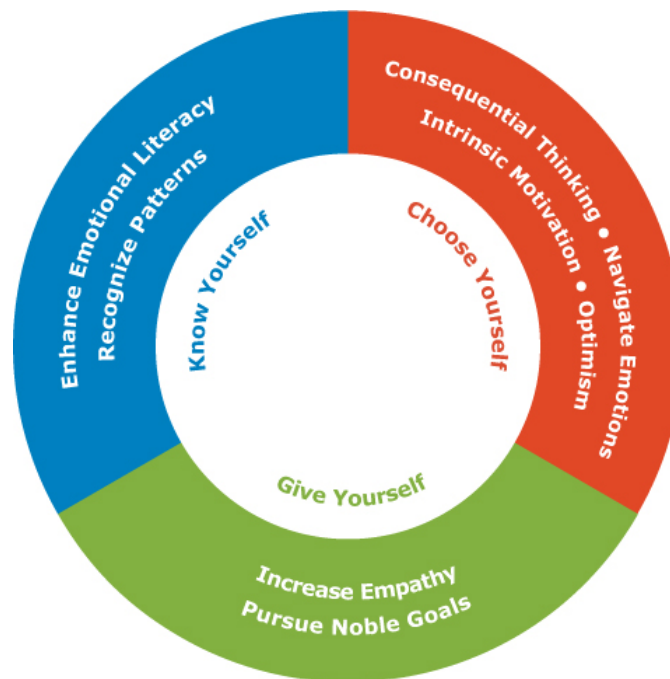 Enhance Emotional Literacy
Recognize Patterns
Know Yourself
Consequential Thinking • Navigate Emotions
Intrinsic Motivation • Optimism
Choose Yourself
Give Yourself
Increase Empathy
Pursue Noble Goals